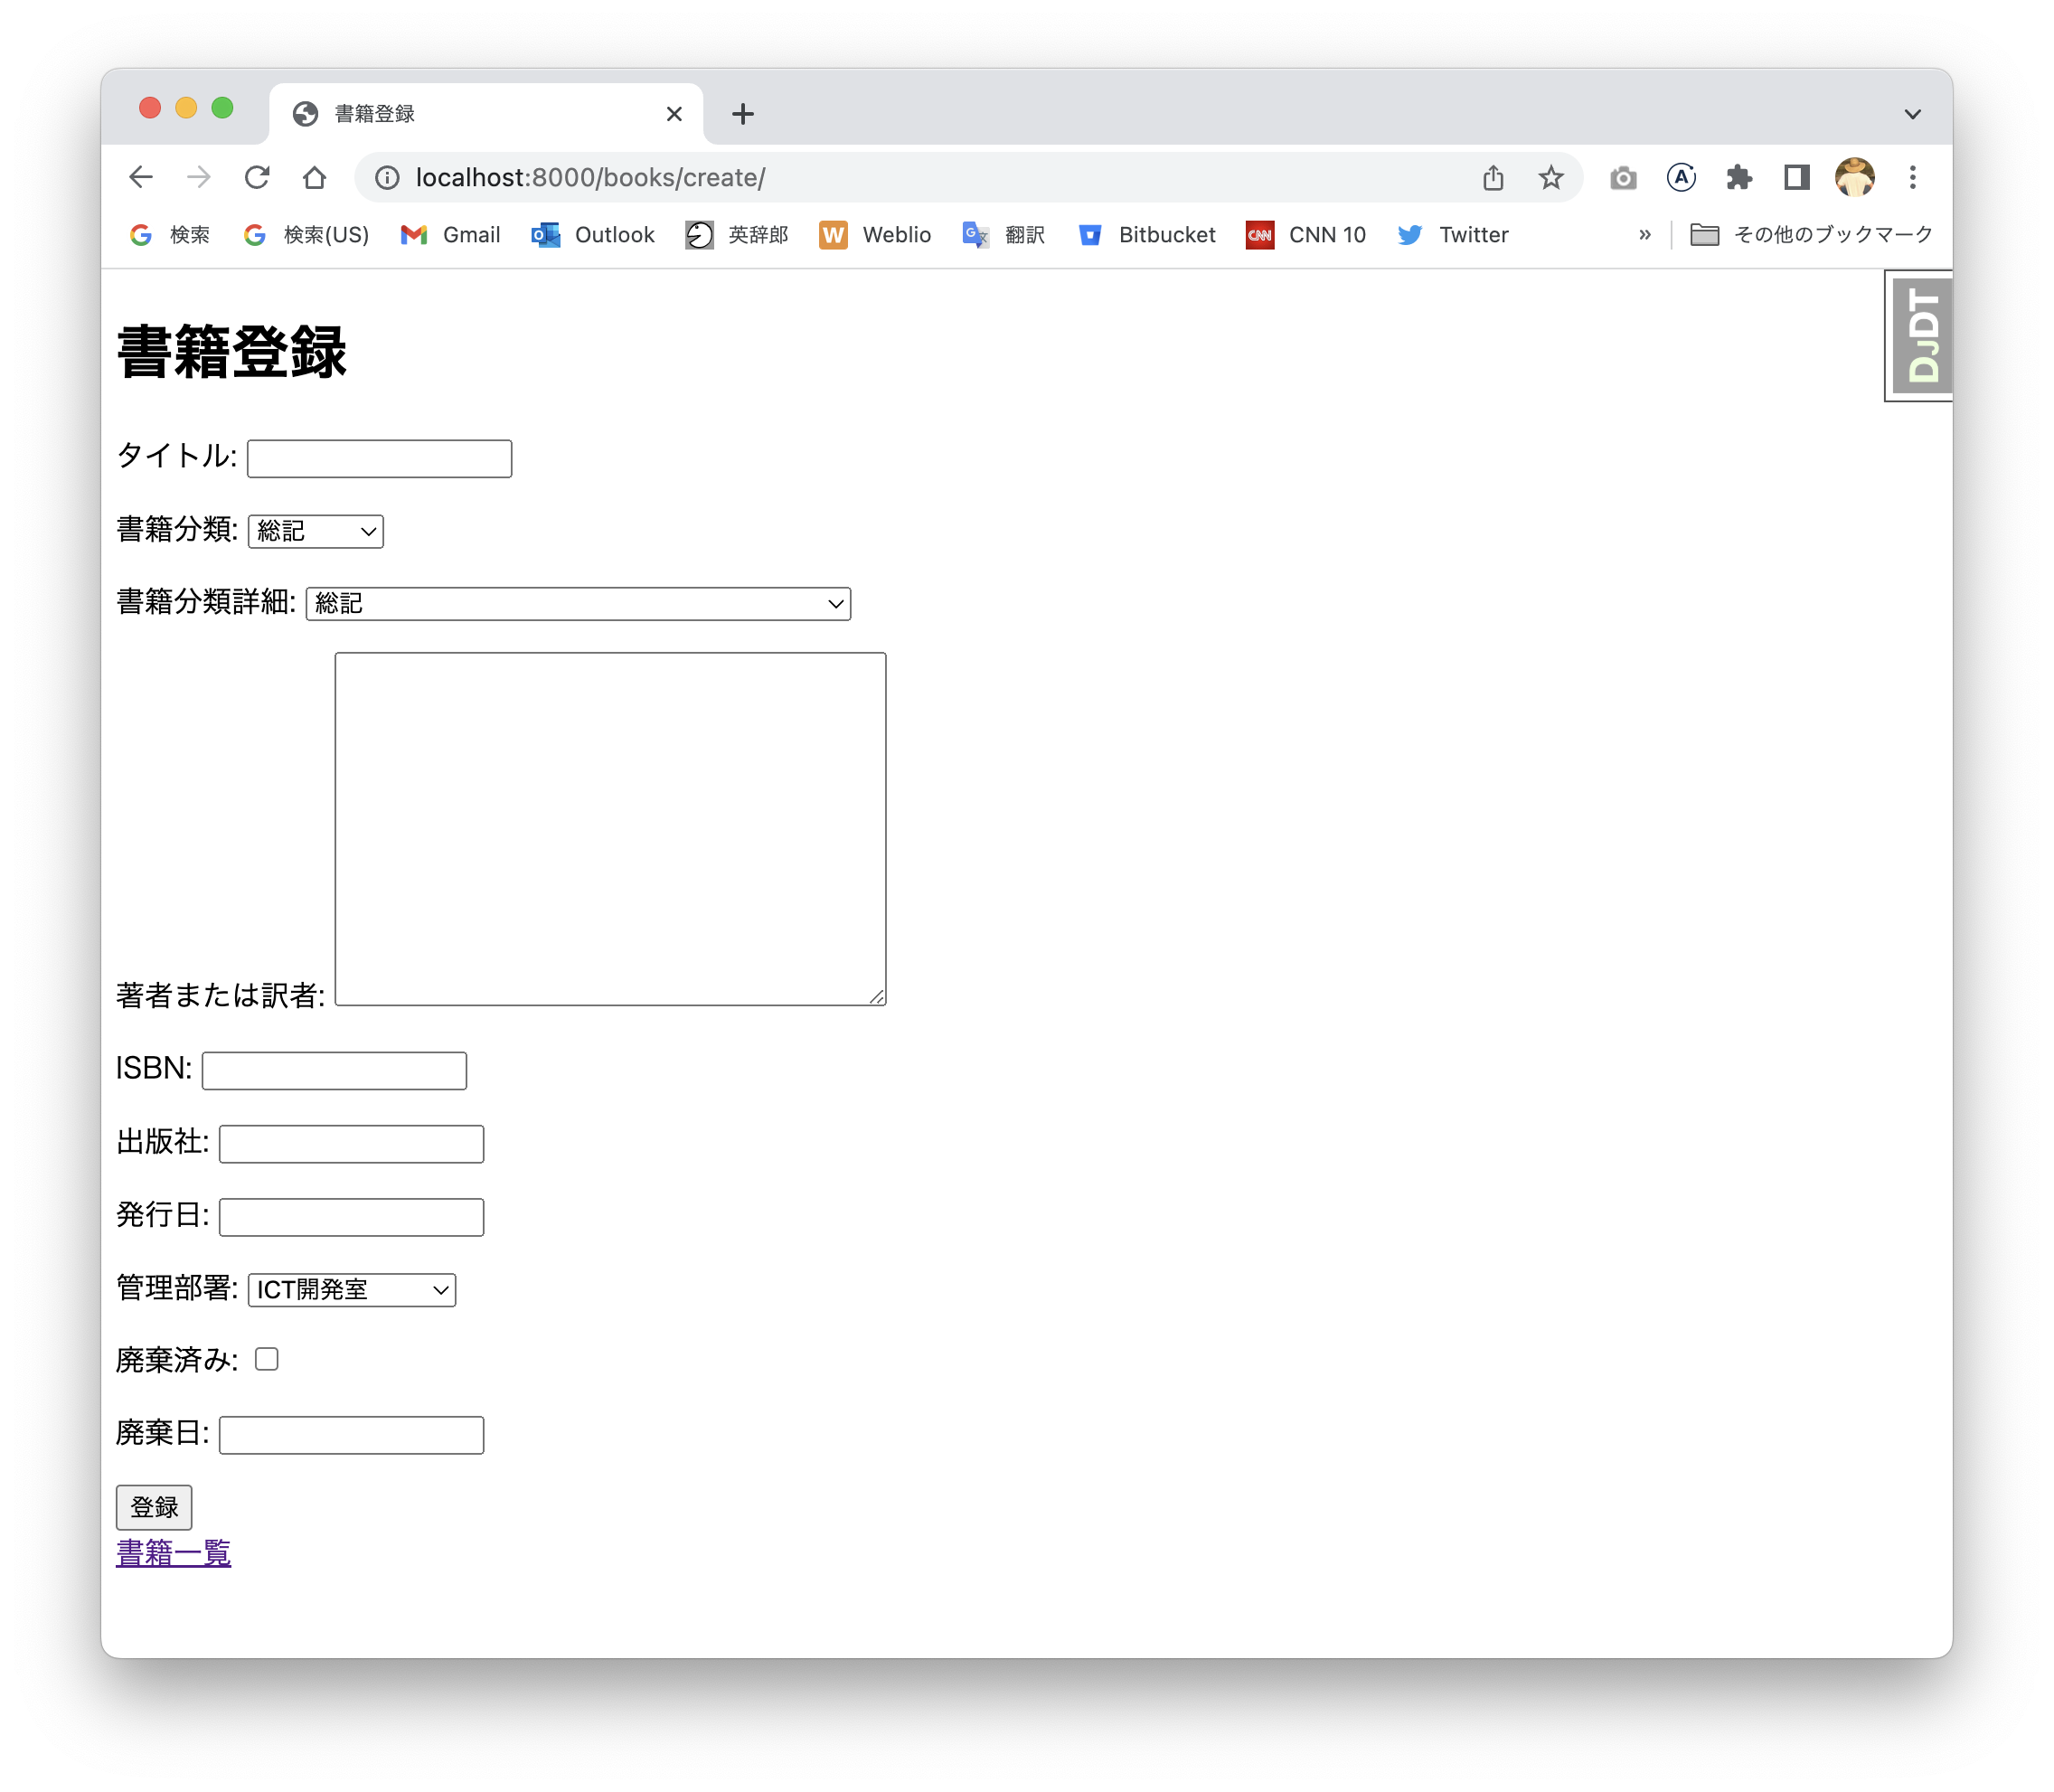 書籍登録
localhost:8000/books/create/
検索 検索(US) Gmail Outlook 英辞郎 Weblio 翻訳 Bitbucket CNN 10 Twitter » その他のブックマーク
DJDT
書籍登録
タイトル:
書籍分類: 総記
書籍分類詳細: 総記
著者または訳者:
ISBN:
出版社:
発行日:
管理部署: ICT開発室
廃棄済み:
廃棄日:
登録
書籍一覧